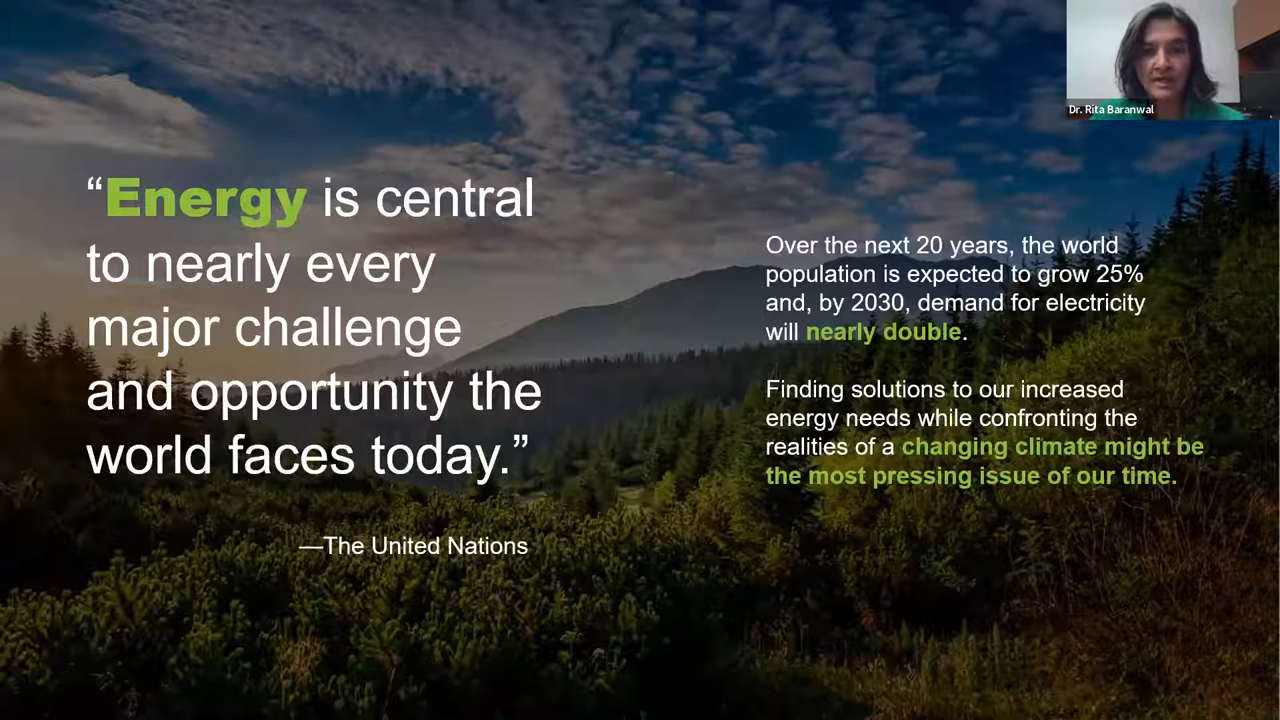 “Energy is central
to nearly every
major challenge
and opportunity the
world faces today.”
—The United Nations
Over the next 20 years, the world
population is expected to grow 25%
and, by 2030, demand for electricity
will nearly double.
Finding solutions to our increased
energy needs while confronting the
realities of a changing climate might be
the most pressing issue of our time.
Dr. Rita Baranwal